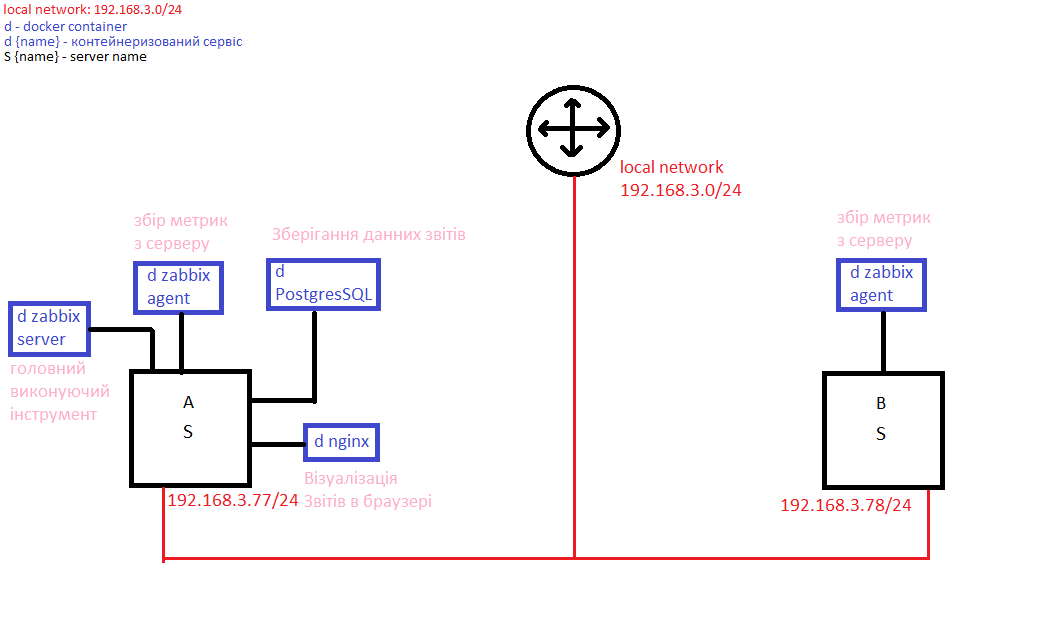 local network: 192.168.3.0/24
d - docker container
d {name} - контейнеризований сервіс
S {name} - server name
local network
192.168.3.0/24
збір метрик
з серверу
Зберігання данних звітів
збір метрик
з серверу
d zabbix
agent
d
PostgresSQL
d zabbix
agent
d zabbix
server
головний
виконуючий
інструмент
A
S
B
S
d nginx
Візуалізація
Звітів в браузері
192.168.3.77/24
192.168.3.78/24